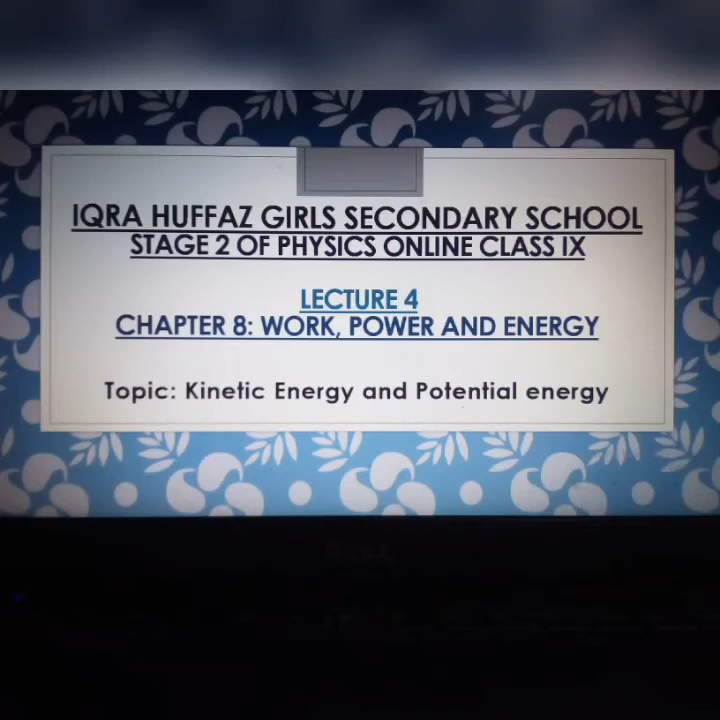 IQRA HUFFAZ GIRLS SECONDARY SCHOOL
STAGE 2 OF PHYSICS ONLINE CLASS IX
LECTURE 4
CHAPTER 8: WORK, POWER AND ENERGY
Topic: Kinetic Energy and Potential energy